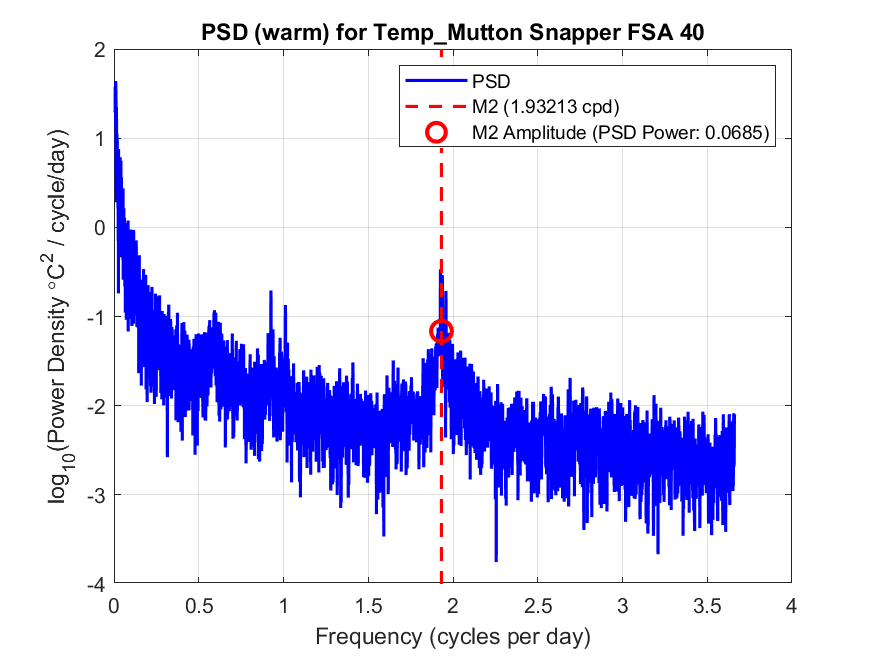 PSD (warm) for Temp_Mutton Snapper FSA 40
PSD
M2 (1.93213 cpd)
M2 Amplitude (PSD Power: 0.0685)
log10(Power Density °C2 / cycle/day)
2
1
0
-1
-2
-3
-4
0 0.5 1 1.5 2 2.5 3 3.5 4
Frequency (cycles per day)